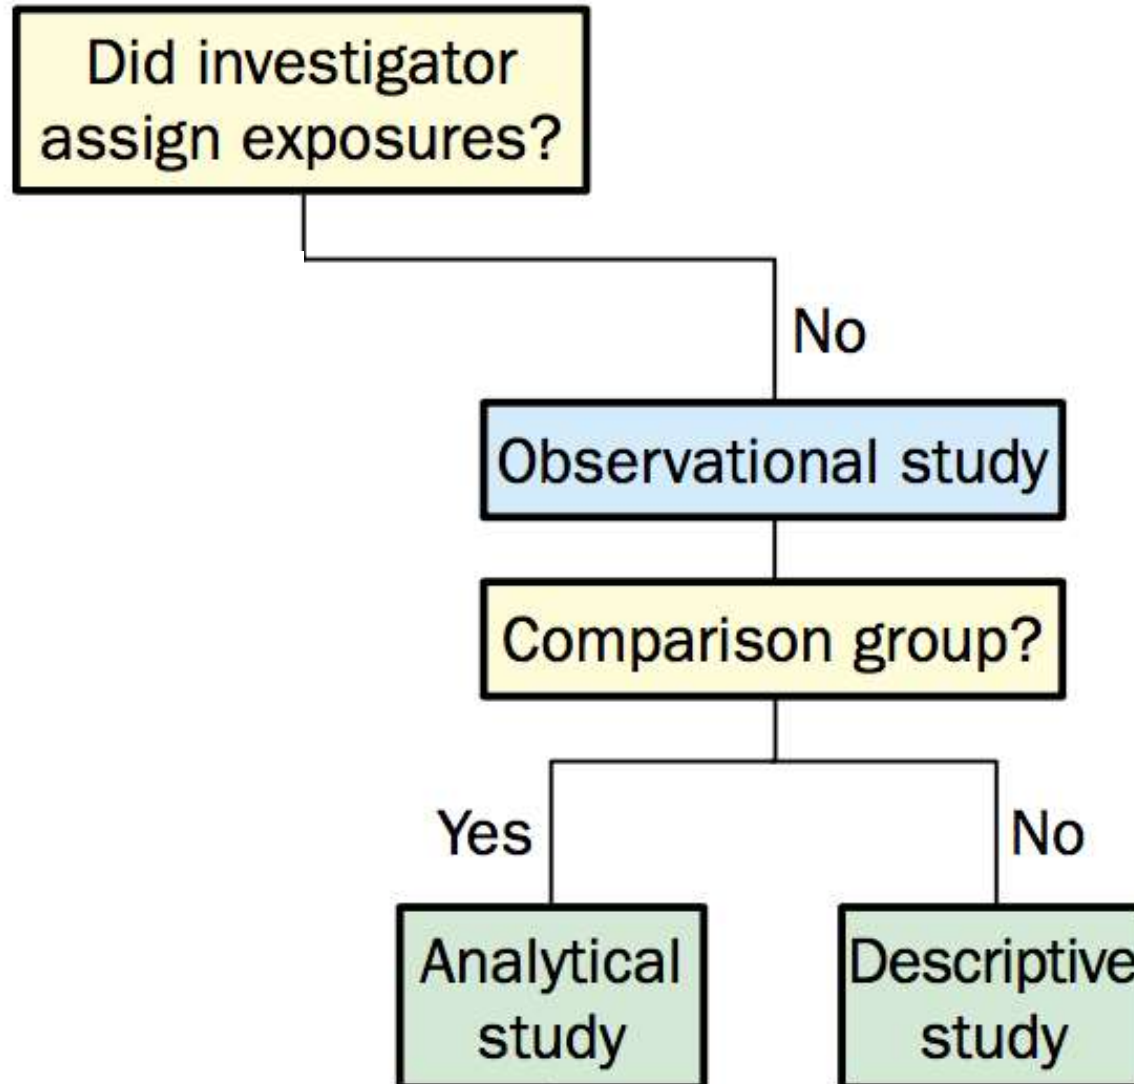 Did investigator
assign exposures?
No
Observational study
Comparison group?
Yes
No
Analytical
study
Descriptive
study